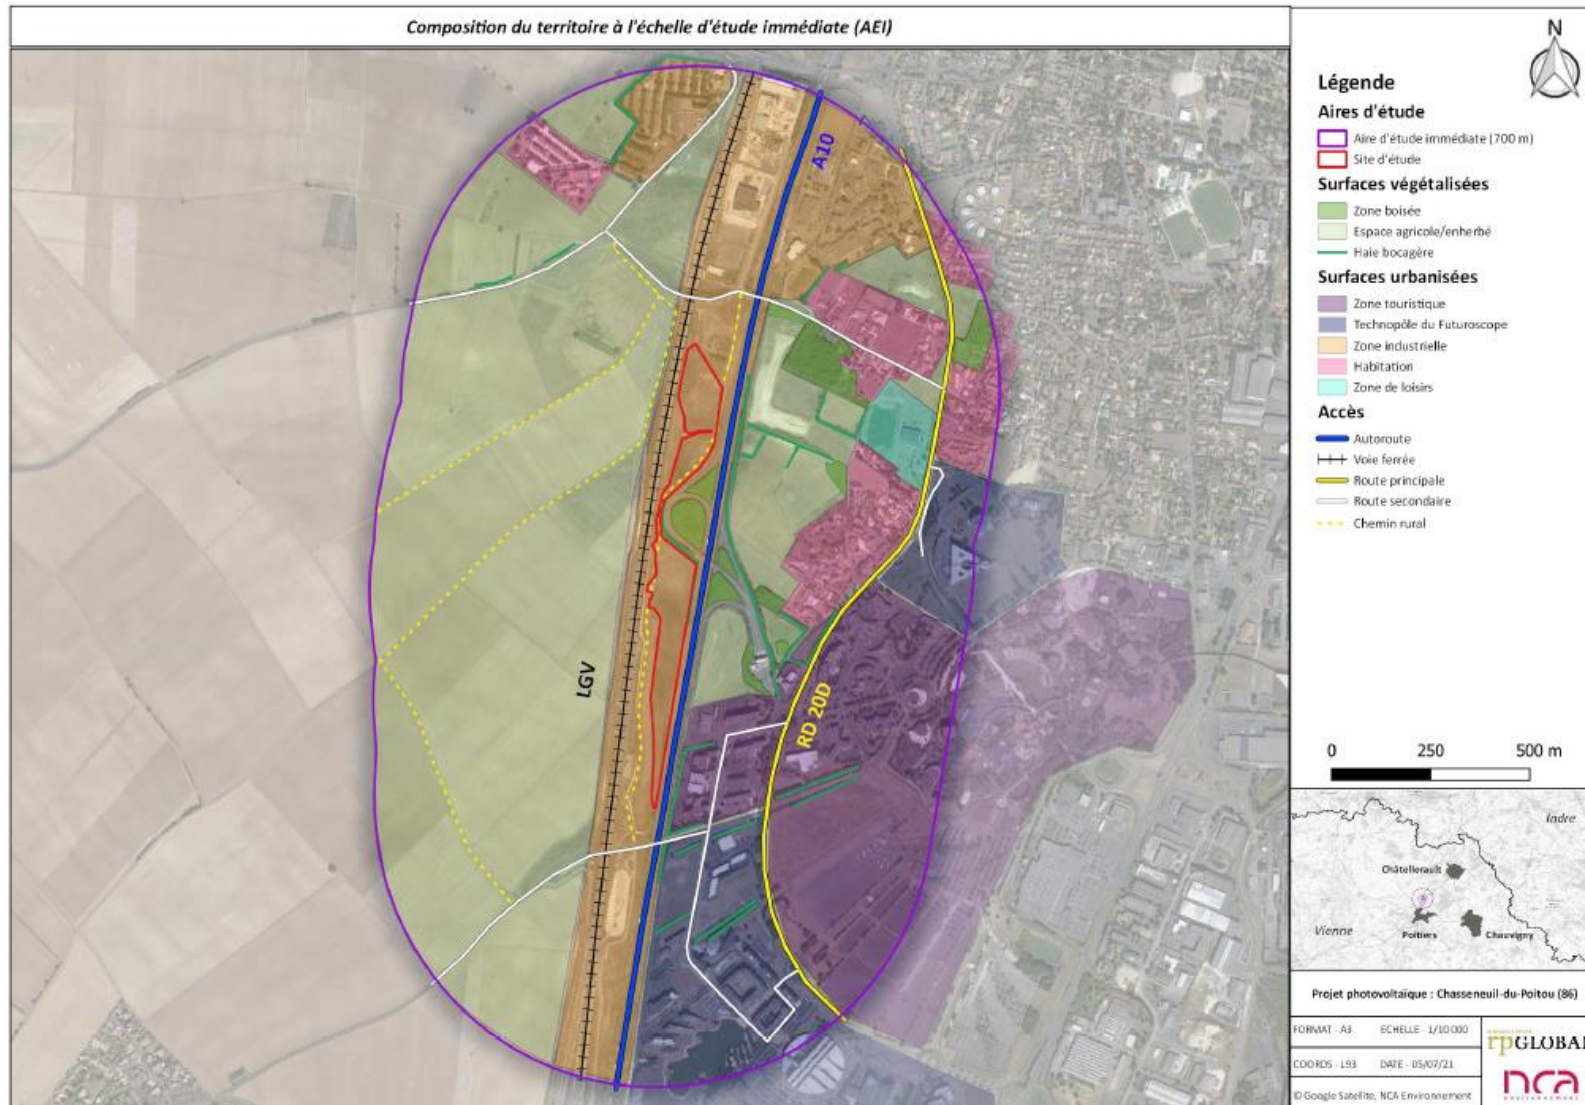 Composition du territoire à l'échelle d'étude immédiate (AEI)
N
A10
LGV
RD 20D
Légende
Aires d'étude
Aire d'étude immédiate (700 m)
Site d'étude
Surfaces végétalisées
Zone boisée
Espace agricole/enherbé
Haie bocagère
Surfaces urbanisées
Zone touristique
Technopôle du Futuroscope
Zone industrielle
Habitation
Zone de loisirs
Accès
Autoroute
Voie ferrée
Route principale
Route secondaire
Chemin rural
0 250 500 m
Indre
Châtellerault
Vienne
Poitiers
Chauvigny
Projet photovoltaïque : Chasseneuil-du-Poitou (86)
FORMAT - A3 ECHELLE - 1/10 000
COORDS - L93 DATE - 05/07/21
© Google Satellite, NCA Environnement
rpGLOBAL
nca
environnement